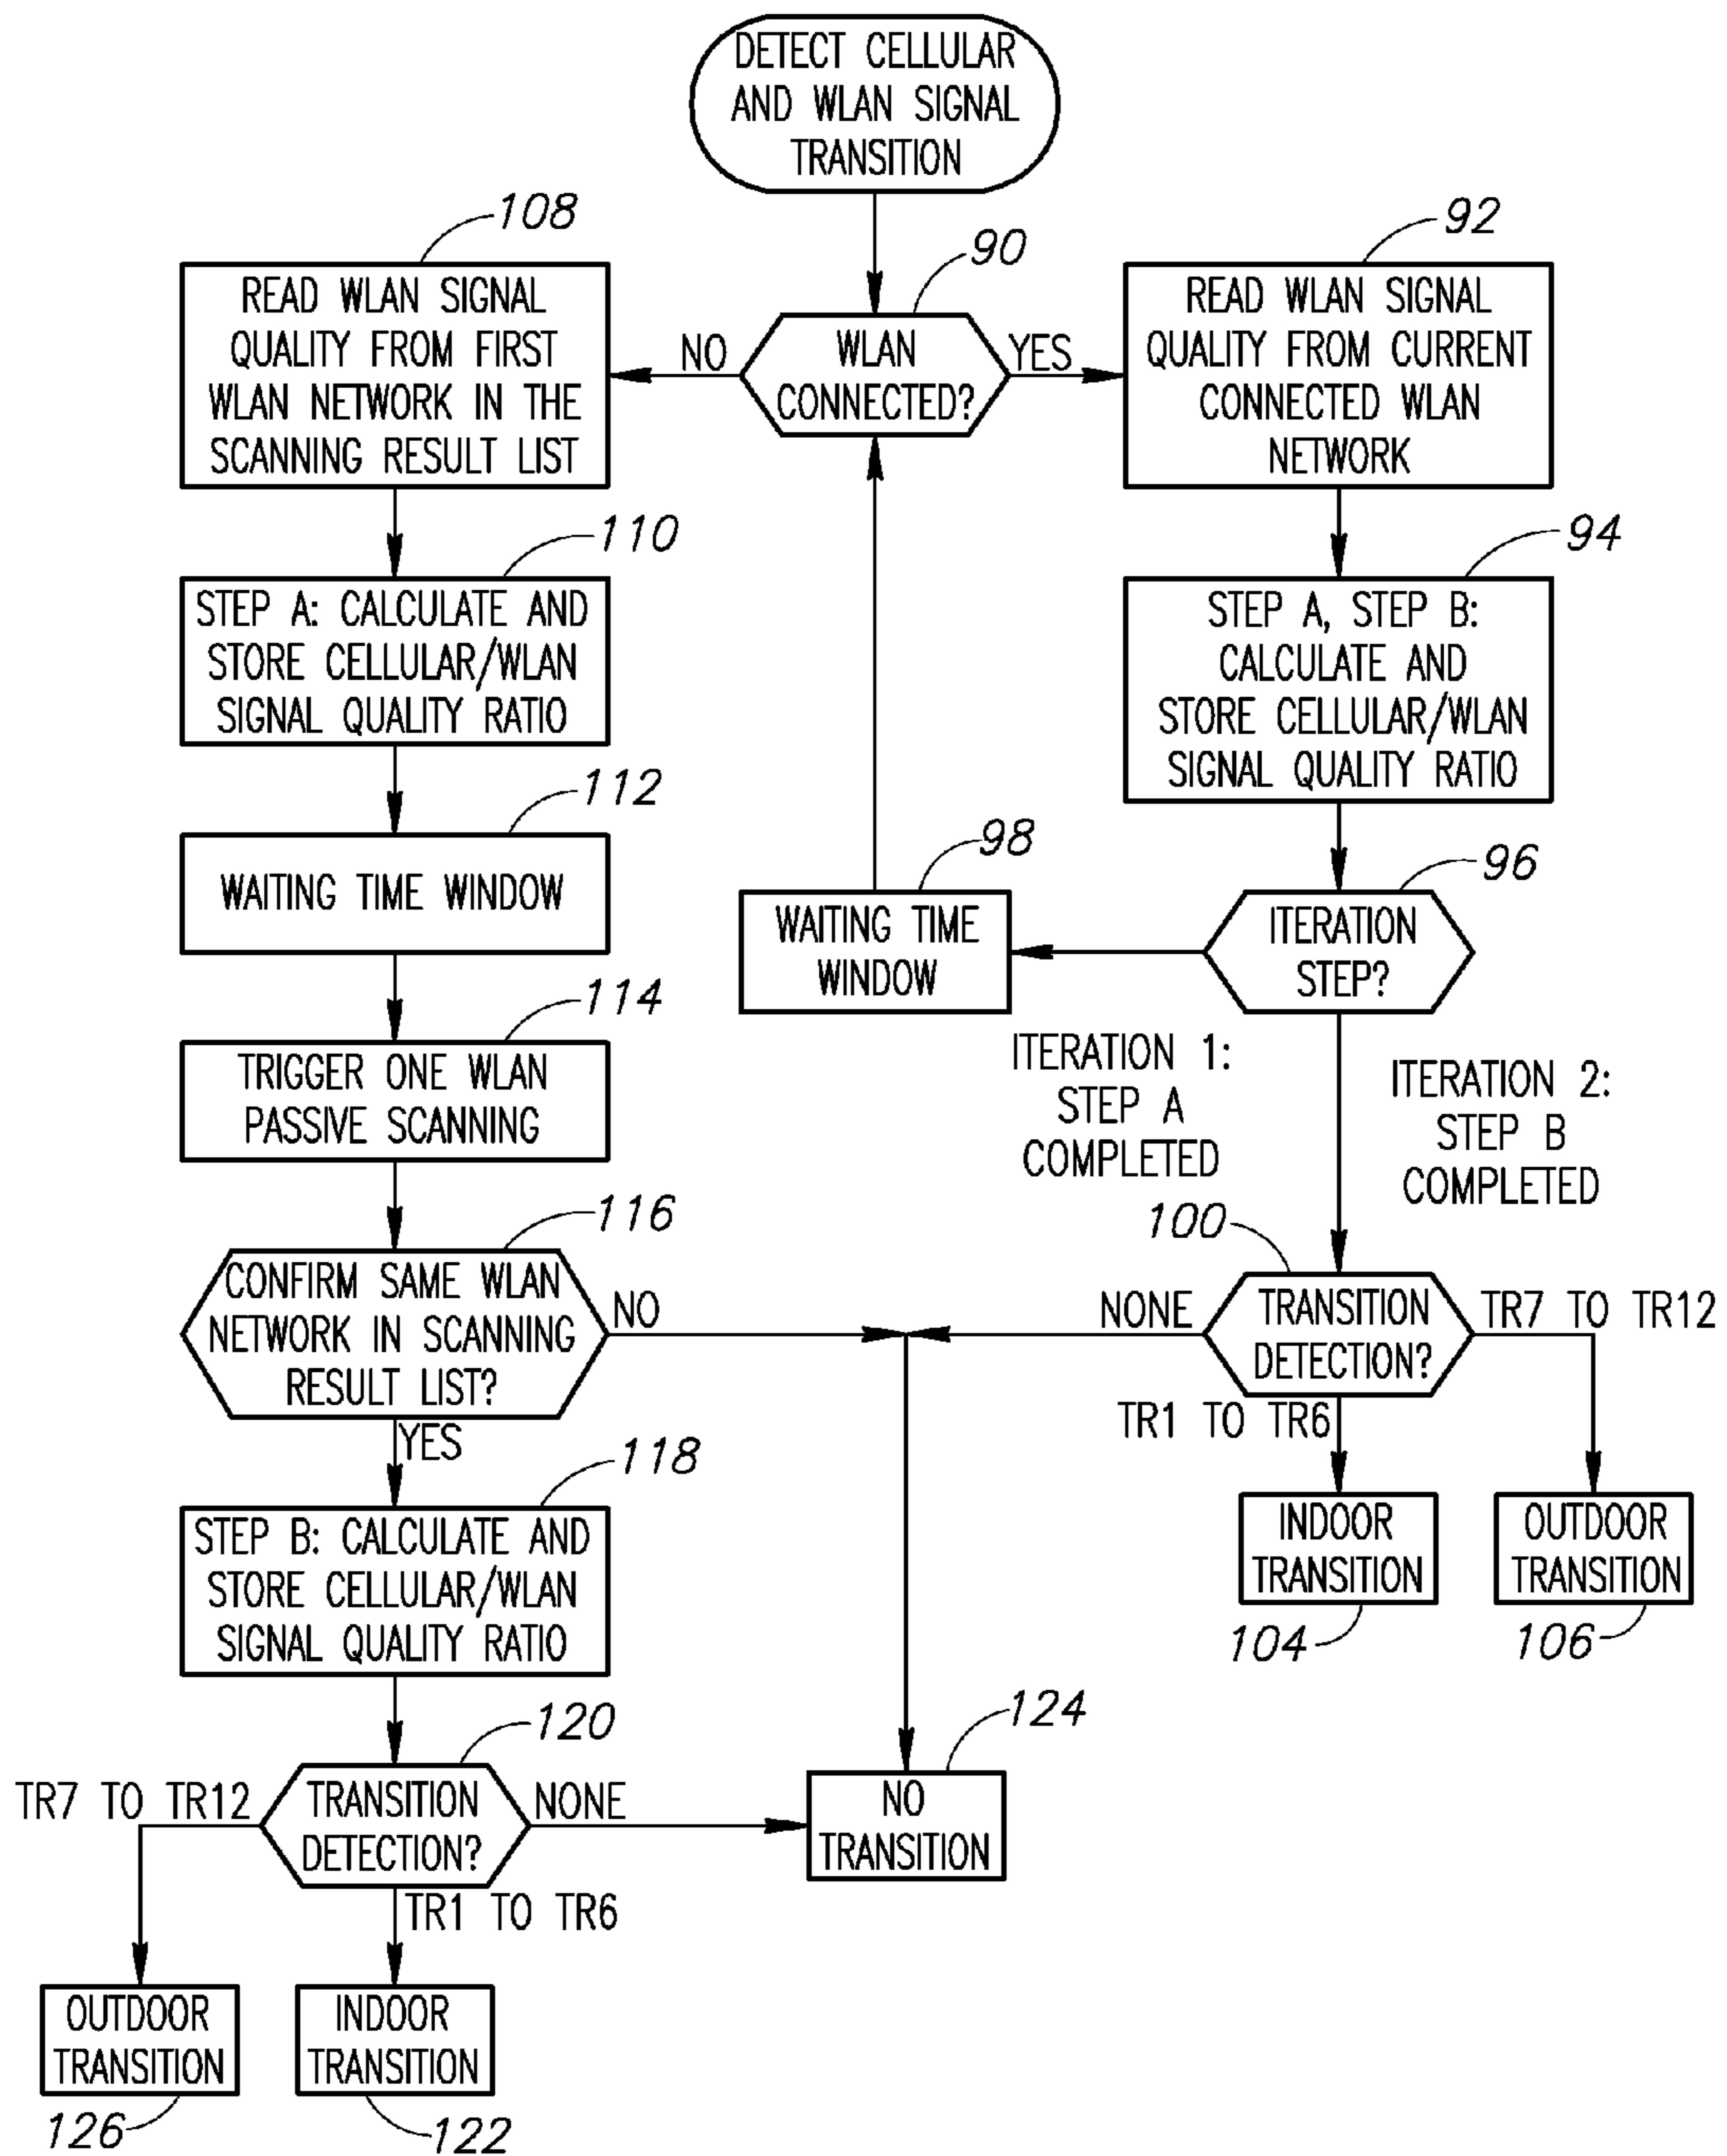 DETECT CELLULAR
AND WLAN SIGNAL
TRANSITION
90
WLAN
CONNECTED?
NO
YES
108
READ WLAN SIGNAL
QUALITY FROM FIRST
WLAN NETWORK IN THE
SCANNING RESULT LIST
110
STEP A: CALCULATE AND
STORE CELLULAR/WLAN
SIGNAL QUALITY RATIO
112
WAITING TIME WINDOW
114
TRIGGER ONE WLAN
PASSIVE SCANNING
116
CONFIRM SAME WLAN
NETWORK IN SCANNING
RESULT LIST?
NO
YES
118
STEP B: CALCULATE AND
STORE CELLULAR/WLAN
SIGNAL QUALITY RATIO
120
TRANSITION
DETECTION?
TR7 TO TR12
NONE
TR1 TO TR6
OUTDOOR
TRANSITION
126
INDOOR
TRANSITION
122
124
NO
TRANSITION
92
READ WLAN SIGNAL
QUALITY FROM CURRENT
CONNECTED WLAN
NETWORK
94
STEP A, STEP B:
CALCULATE AND
STORE CELLULAR/WLAN
SIGNAL QUALITY RATIO
96
ITERATION
STEP?
98
WAITING TIME
WINDOW
ITERATION 1:
STEP A
COMPLETED
ITERATION 2:
STEP B
COMPLETED
100
TRANSITION
DETECTION?
NONE
TR7 TO TR12
TR1 TO TR6
INDOOR
TRANSITION
104
OUTDOOR
TRANSITION
106